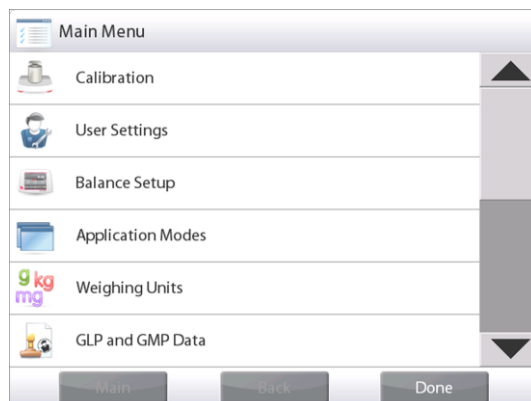 Main Menu
Calibration
User Settings
Balance Setup
Application Modes
g kg
mg
Weighing Units
GLP and GMP Data
Main
Back
Done